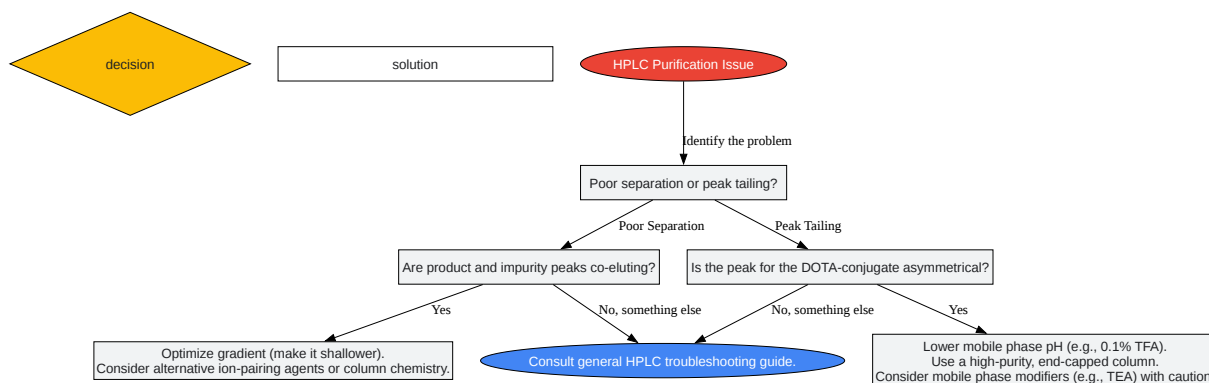 decision
solution
HPLC Purification Issue
Identify the problem
Poor separation or peak tailing?
Poor Separation
Peak Tailing
Are product and impurity peaks co-eluting?
Is the peak for the DOTA-conjugate asymmetrical?
Yes
No, something else
No, something else
Yes
Optimize gradient (make it shallower).
Consider alternative ion-pairing agents or column chemistry.
Consult general HPLC troubleshooting guide.
Lower mobile phase pH (e.g., 0.1% TFA).
Use a high-purity, end-capped column.
Consider mobile phase modifiers (e.g., TEA) with caution